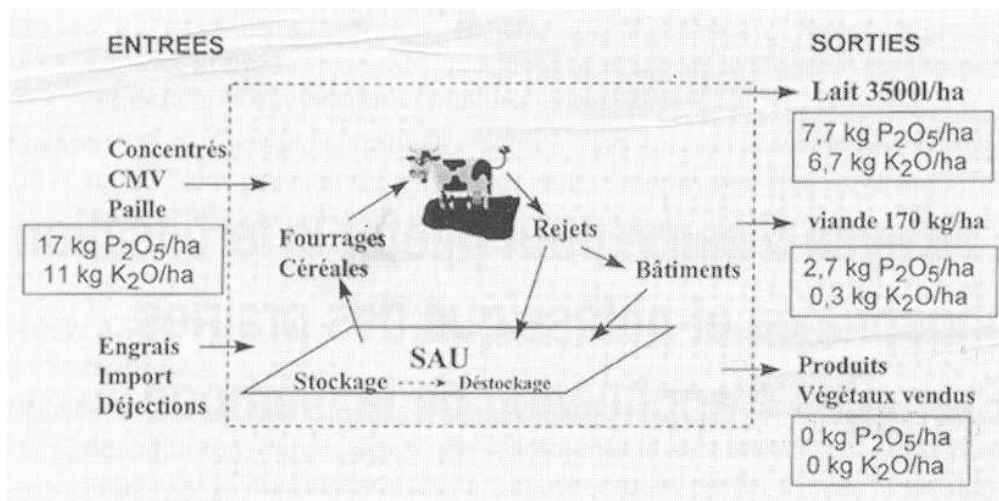 ENTREES
Concentrés
CMV
Paille
17 kg P₂O₅/ha
11 kg K₂O/ha
Engrais
Import
Déjections
Fourrages
Céréales
Rejets
Bâtiments
SAU
Stockage
Déstockage
SORTIES
Lait 3500l/ha
7,7 kg P₂O₅/ha
6,7 kg K₂O/ha
viande 170 kg/ha
2,7 kg P₂O₅/ha
0,3 kg K₂O/ha
Produits
Végétaux vendus
0 kg P₂O₅/ha
0 kg K₂O/ha